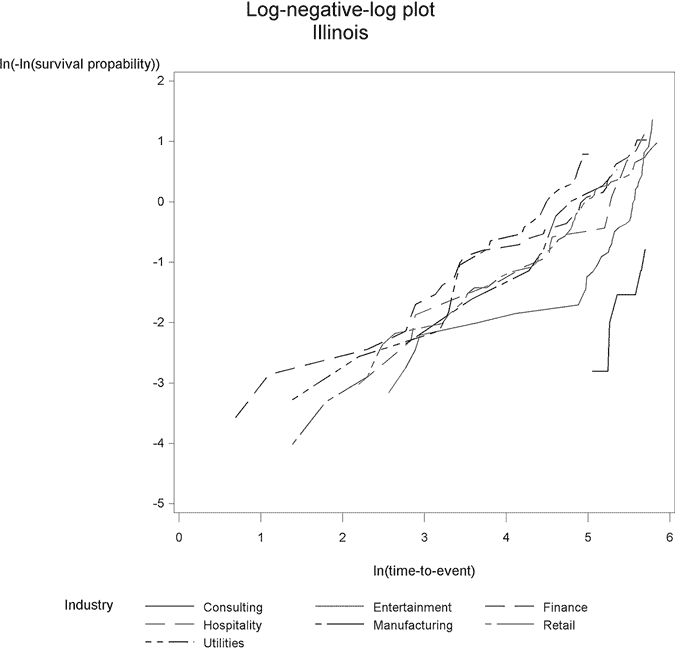 Log-negative-log plot
Illinois
ln(-ln(survival propability))
2
1
0
-1
-2
-3
-4
-5
0 1 2 3 4 5 6
ln(time-to-event)
Industry Consulting Entertainment Finance
Hospitality Manufacturing Retail
Utilities